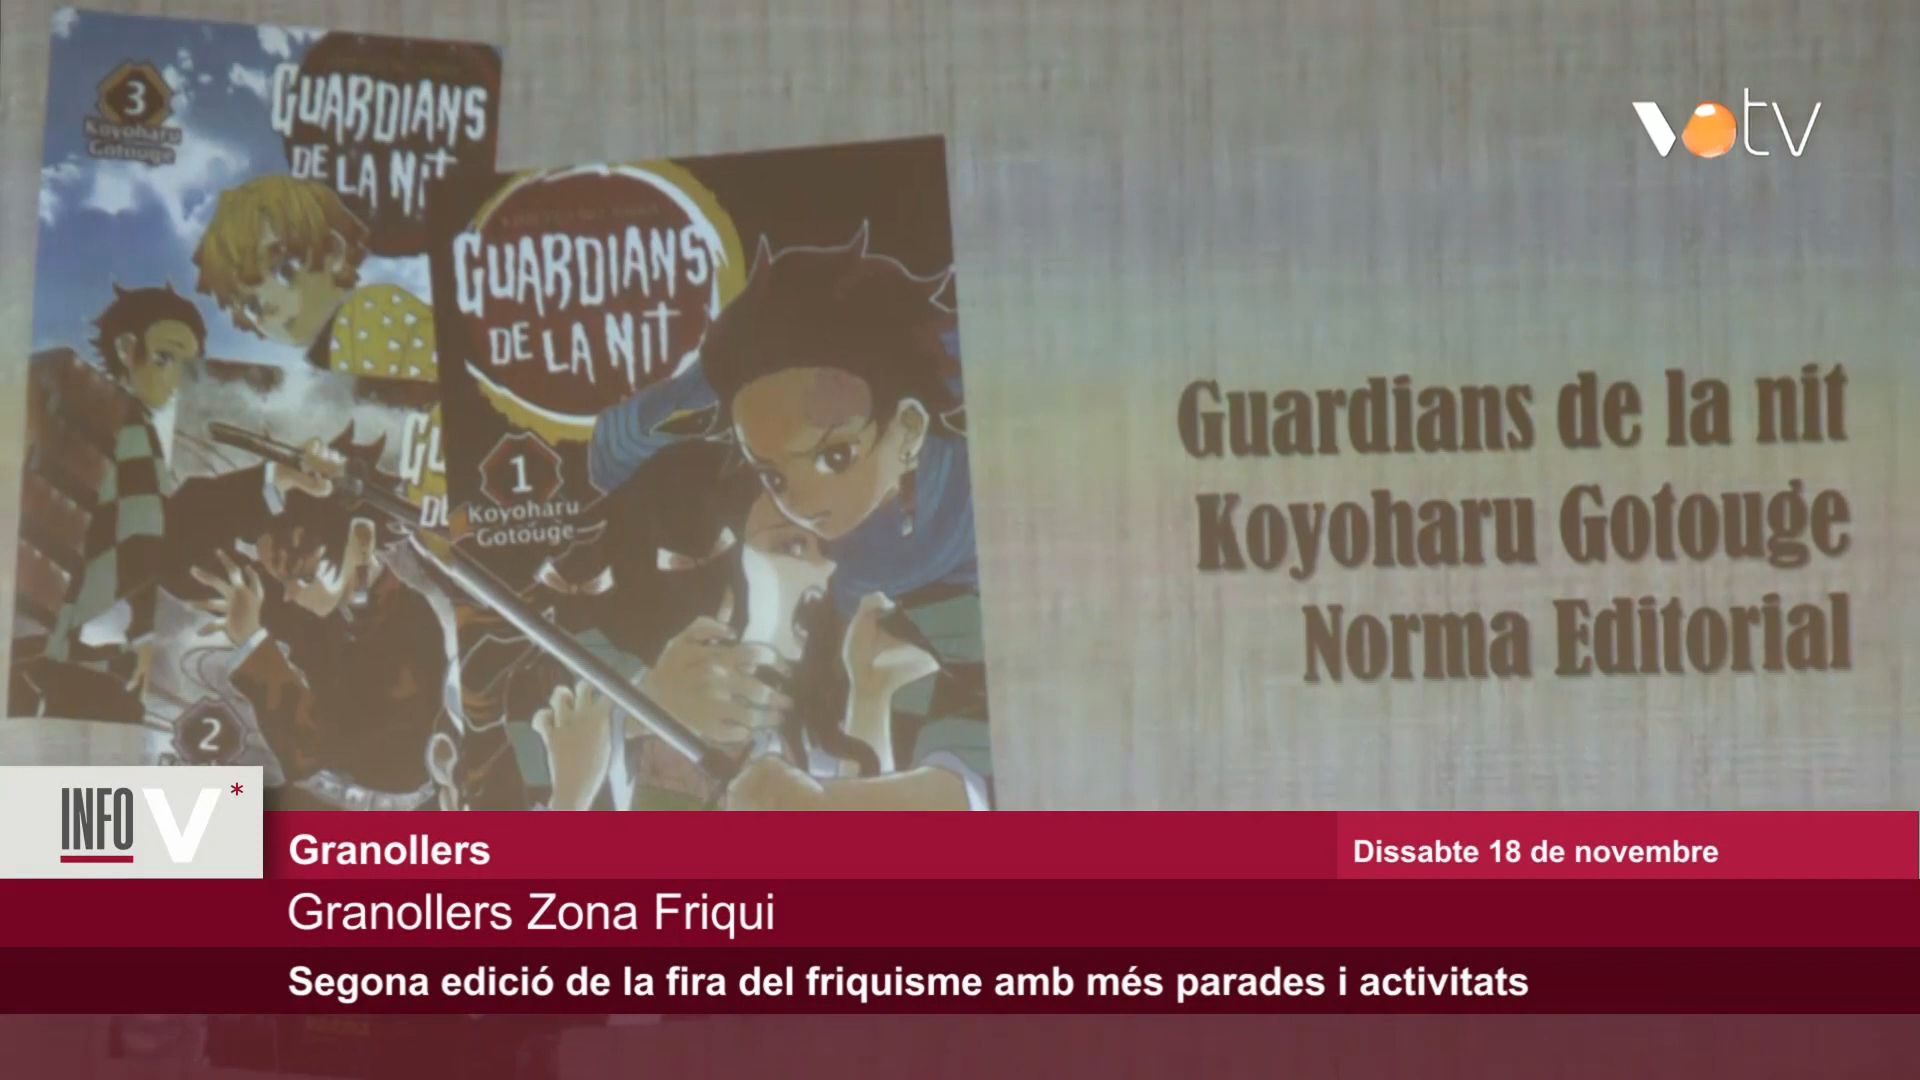 3
Koyoharu
Gotouge
GUARDIANS
DE LA NIT
GUARDIANS
DE LA NIT
1
Koyoharu
Gotouge
2
Guardians de la nit
Koyoharu Gotouge
Norma Editorial
votv
INFO V*
Granollers
Dissabte 18 de novembre
Granollers Zona Friqui
Segona edició de la fira del friquisme amb més parades i activitats